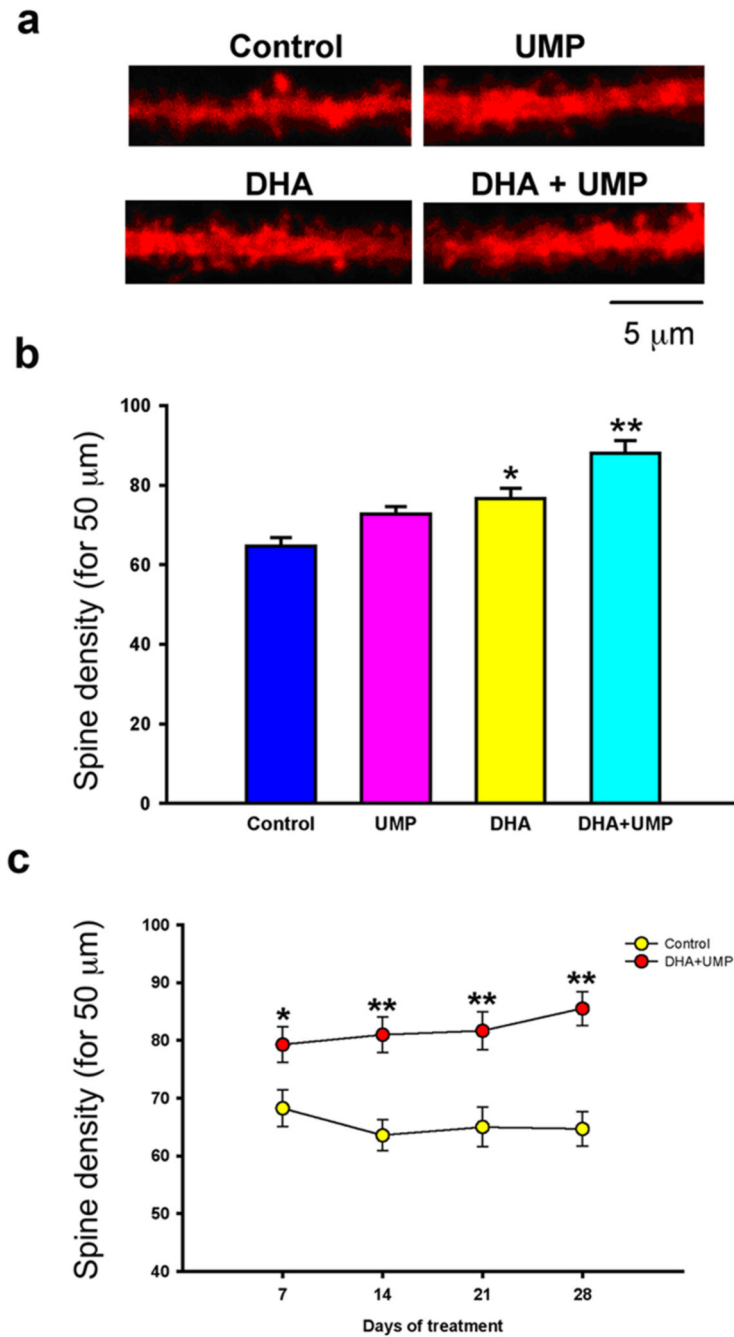 a
Control UMP
DHA DHA + UMP
5 μm
b
Spine density (for 50 μm)
100
80
60
40
20
0
*
**
Control UMP DHA DHA+UMP
c
Spine density (for 50 μm)
100
90
80
70
60
50
40
* ** ** **
Control
DHA+UMP
7 14 21 28
Days of treatment